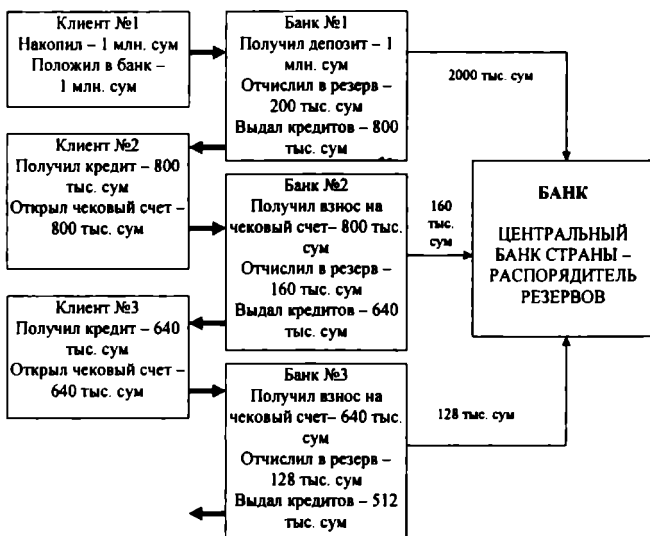 Клиент №1
Накопил – 1 млн. сум
Положил в банк –
1 млн. сум
Банк №1
Получил депозит – 1
млн. сум
Отчислил в резерв –
200 тыс. сум
Выдал кредитов – 800
тыс. сум
2000 тыс. сум
Клиент №2
Получил кредит – 800
тыс. сум
Открыл чековый счет –
800 тыс. сум
Банк №2
Получил взнос на
чековый счет– 800 тыс.
сум
Отчислил в резерв –
160 тыс. сум
Выдал кредитов – 640
тыс. сум
160
тыс.
сум
БАНК
ЦЕНТРАЛЬНЫЙ
БАНК СТРАНЫ –
РАСПОРЯДИТЕЛЬ
РЕЗЕРВОВ
Клиент №3
Получил кредит – 640
тыс. сум
Открыл чековый счет –
640 тыс. сум
Банк №3
Получил взнос на
чековый счет– 640 тыс.
сум
Отчислил в резерв –
128 тыс. сум
Выдал кредитов – 512
тыс. сум
128 тыс. сум